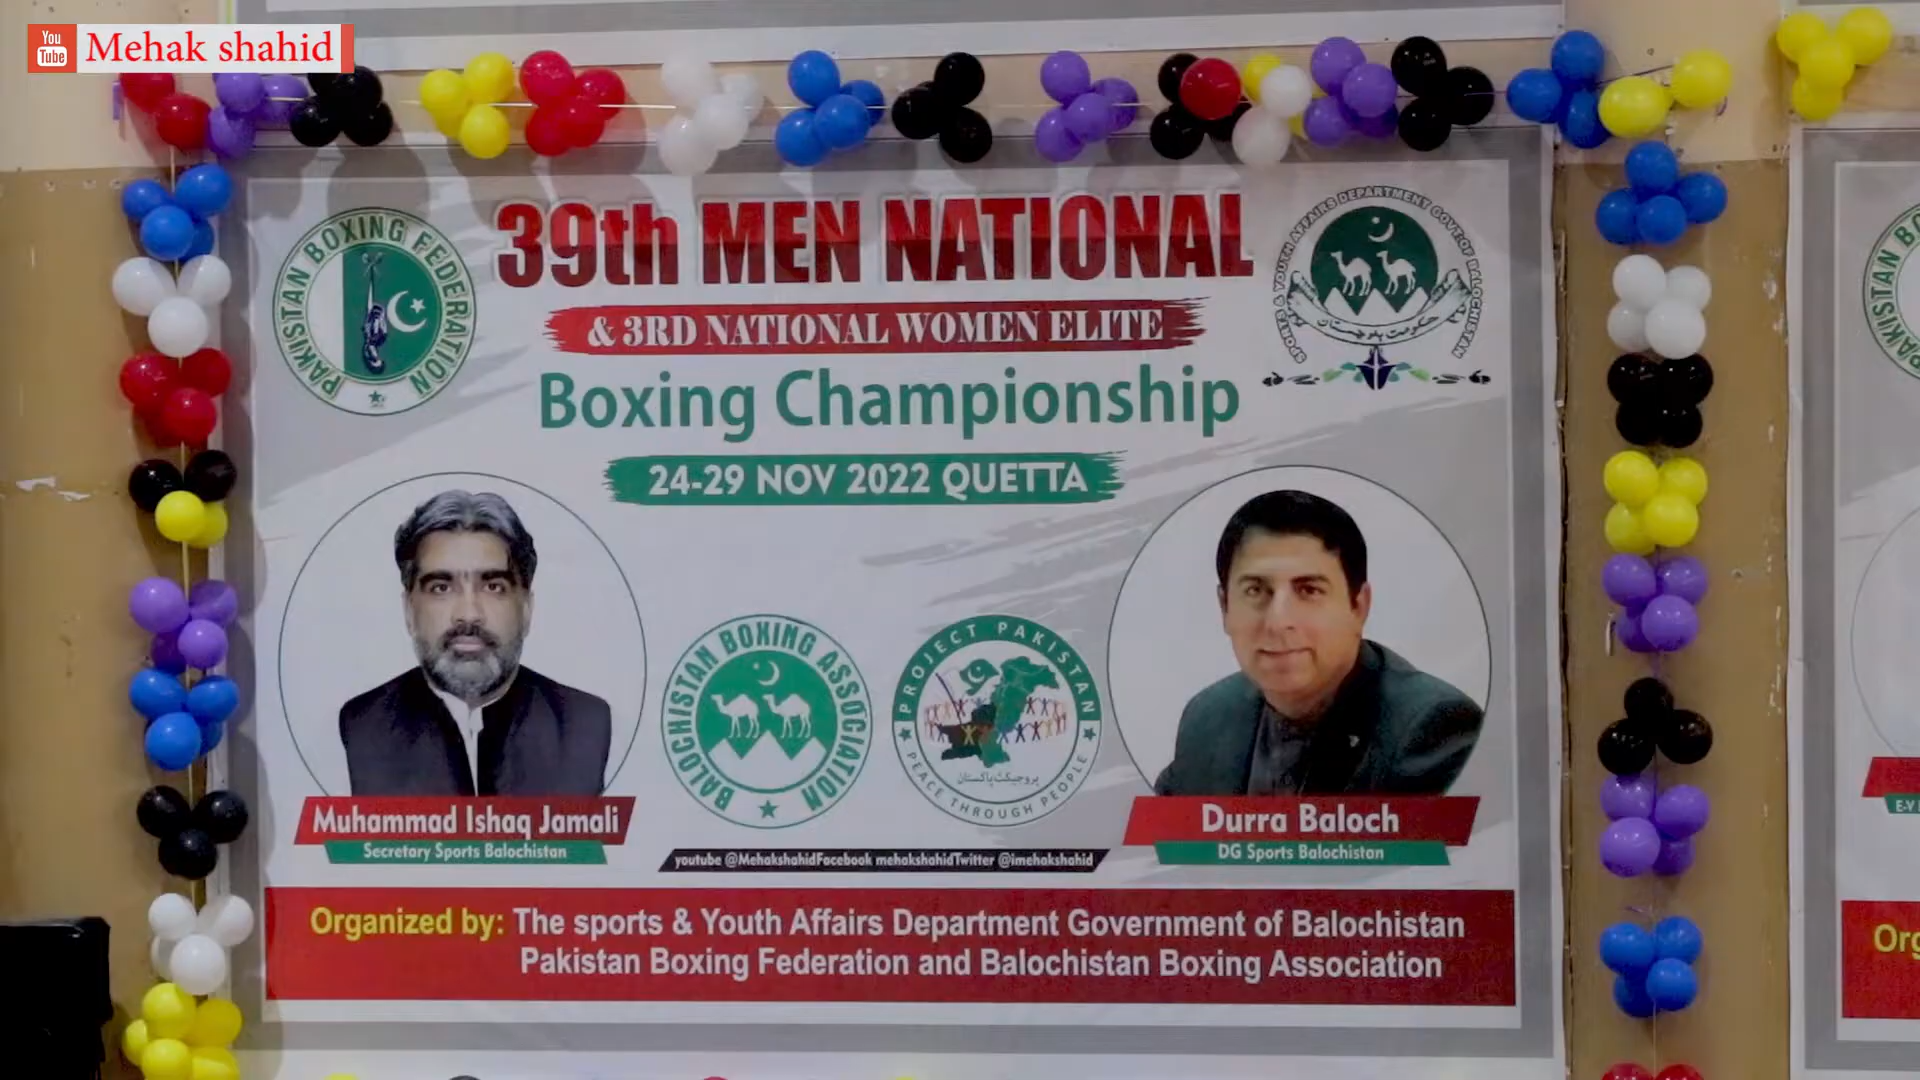 You Tube Mehak shahid
PAKISTAN BOXING FEDERATION
39th MEN NATIONAL
& 3RD NATIONAL WOMEN ELITE
Boxing Championship
24-29 NOV 2022 QUETTA
SPORTS & YOUTH AFFAIRS DEPARTMENT GOVT: OF BALOCHISTAN
حکومت بلوچستان
BALOCHISTAN BOXING ASSOCIATION
PROJECT PAKISTAN
پروجیکٹ پاکستان
PEACE THROUGH PEOPLE
Muhammad Ishaq Jamali
Secretary Sports Balochistan
Durra Baloch
DG Sports Balochistan
youtube @MehakshahidFacebook mehakshahidTwitter @imehakshahid
Organized by: The sports & Youth Affairs Department Government of Balochistan
Pakistan Boxing Federation and Balochistan Boxing Association